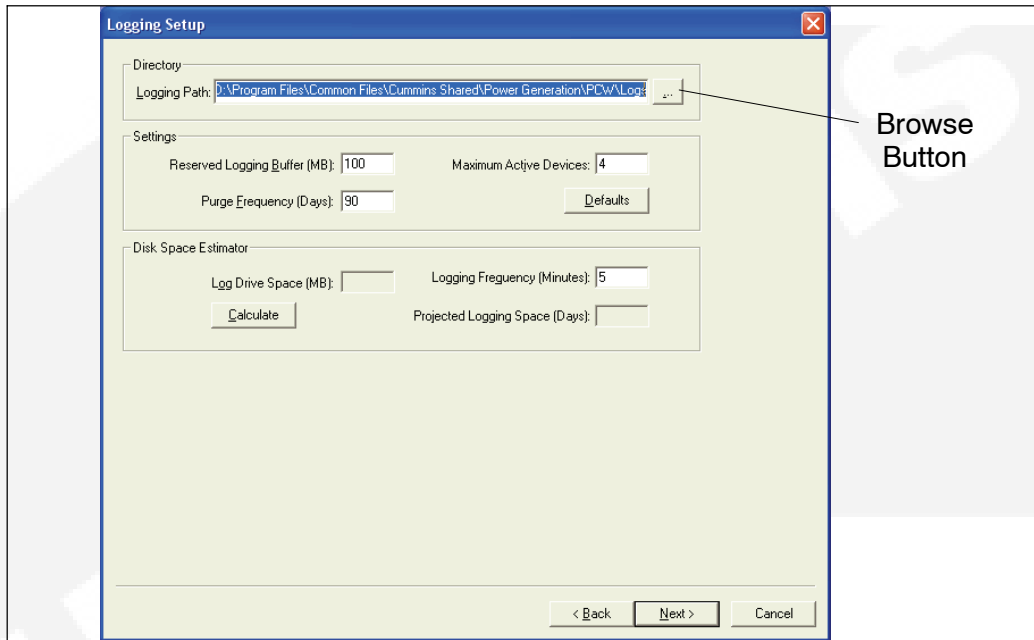 Logging Setup
Directory
Logging Path: D:\Program Files\Common Files\Cummins Shared\Power Generation\PCW\Logs
...
Browse
Button
Settings
Reserved Logging Buffer (MB): 100
Maximum Active Devices: 4
Purge Frequency (Days): 90
Defaults
Disk Space Estimator
Log Drive Space (MB):
Logging Freguency (Minutes): 5
Calculate
Projected Logging Space (Days):
< Back
Next >
Cancel